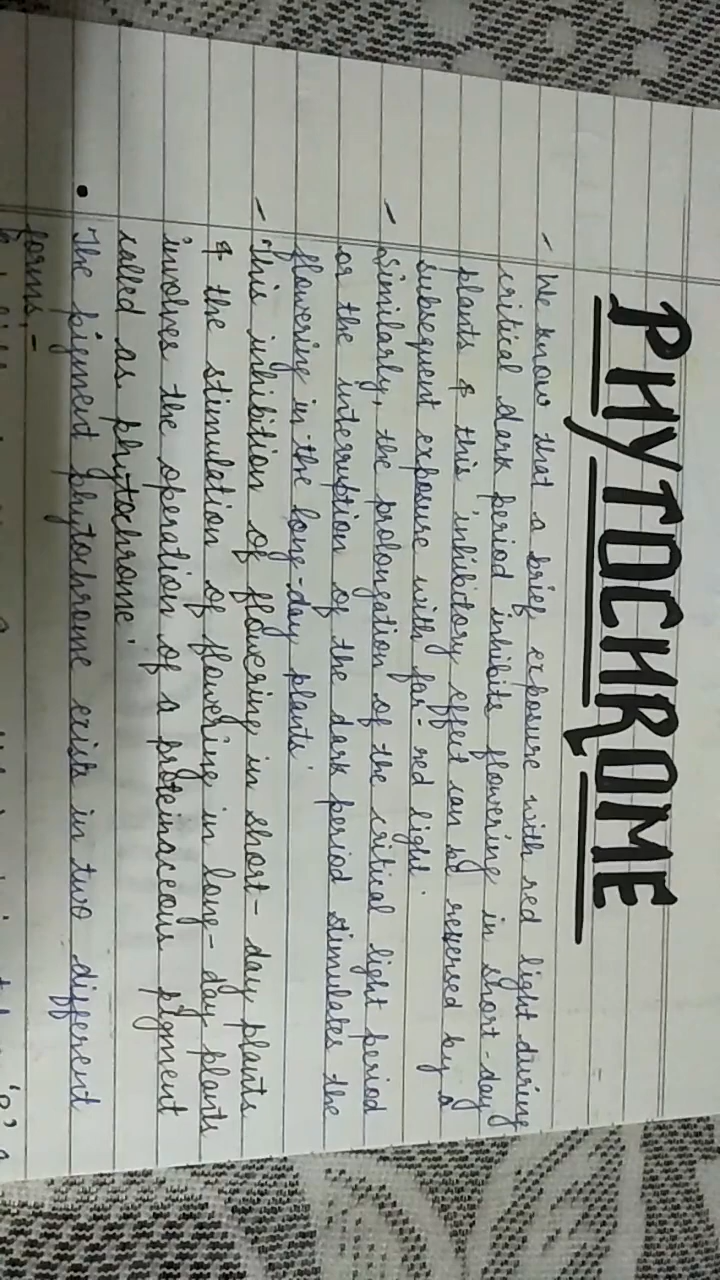 PHYTOCHROME
- We know that a brief exposure with red light during
critical dark period inhibits flowering in short-day
plants & this inhibitory effect can be reversed by a
subsequent exposure with far-red light.
- Similarly, the prolongation of the critical light period
or the interruption of the dark period stimulates the
flowering in the long-day plants.
- This inhibition of flowering in short-day plants
& the stimulation of flowering in long-day plants
involves the operation of a proteinaceous pigment
called as phytochrome.
• The pigment phytochrome exists in two different
forms:-